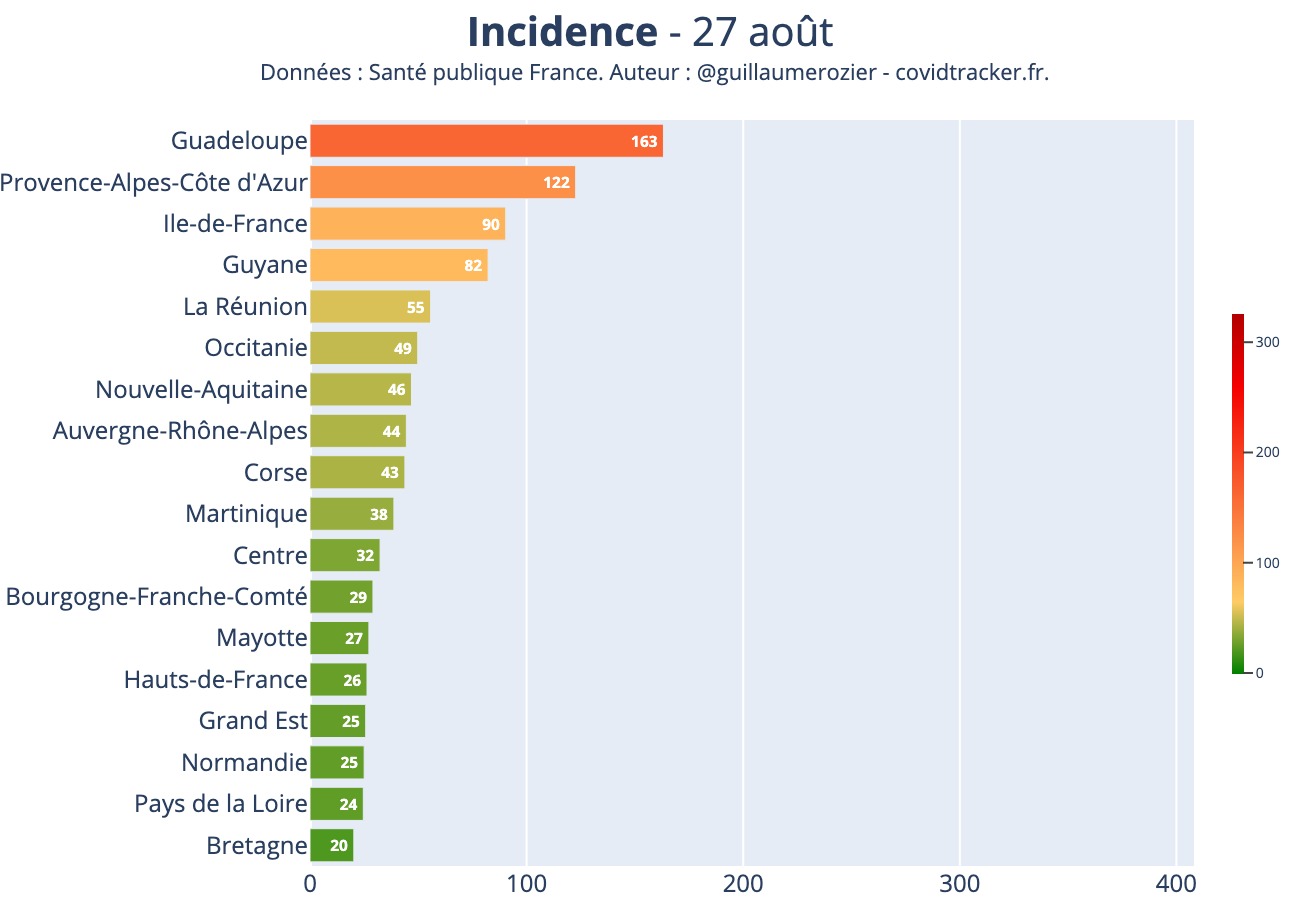 Incidence - 27 août
Données : Santé publique France. Auteur : @guillaumerozier - covidtracker.fr.
Guadeloupe 163
Provence-Alpes-Côte d'Azur 122
Ile-de-France 90
Guyane 82
La Réunion 55
Occitanie 49
Nouvelle-Aquitaine 46
Auvergne-Rhône-Alpes 44
Corse 43
Martinique 38
Centre 32
Bourgogne-Franche-Comté 29
Mayotte 27
Hauts-de-France 26
Grand Est 25
Normandie 25
Pays de la Loire 24
Bretagne 20
0 100 200 300 400
300
200
100
0